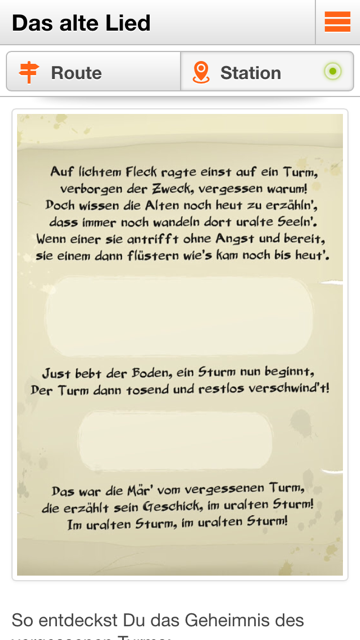 Das alte Lied
Route
Station
Auf lichtem Fleck ragte einst auf ein Turm,
verborgen der Zweck, vergessen warum!
Doch wissen die Alten noch heut zu erzähln',
dass immer noch wandeln dort uralte Seeln'.
Wenn einer sie antrifft ohne Angst und bereit,
sie einem dann flüstern wie's kam noch bis heut'.
Just bebt der Boden, ein Sturm nun beginnt,
Der Turm dann tosend und restlos verschwind't!
Das war die Mär' vom vergessenen Turm,
die erzählt sein Geschick, im uralten Sturm!
Im uralten Sturm, im uralten Sturm!
So entdeckst Du das Geheimnis des
vergessenen Turms: